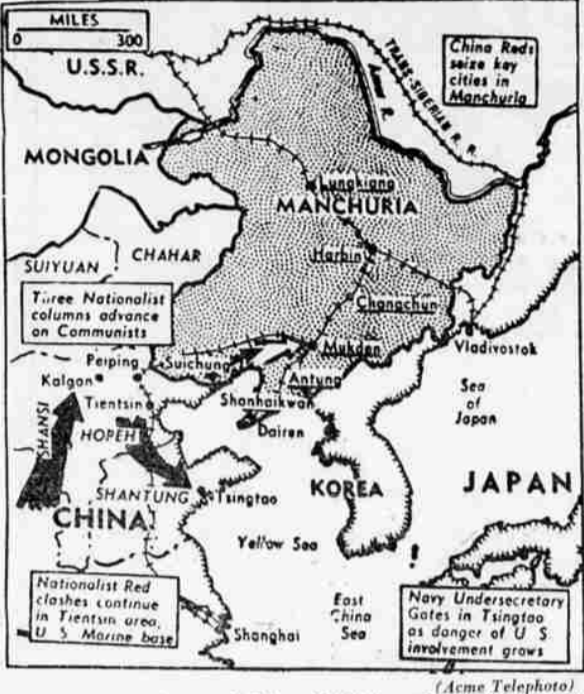 MILES
0 300
U.S.S.R.
TRANS-SIBERIAN R. R.
Amur R.
China Reds
seize key
cities in
Manchuria
MONGOLIA
Lungkiang
MANCHURIA
CHAHAR
SUIYUAN
Harbin
Changchun
Three Nationalist
columns advance
on Communists
Mukden
Vladivostok
Peiping
Suichung
Kalgan
Antung
Shanhaikwan
Tientsin
Dairen
Sea
of
Japan
SHANSI
HOPEH
SHANTUNG
Tsingtao
KOREA
JAPAN
CHINA
Yellow Sea
Nationalist Red
clashes continue
in Tientsin area,
U S Marine base
Shanghai
East
China
Sea
Navy Undersecretary
Gates in Tsingtao
as danger of U S
involvement grows
(Acme Telephoto)